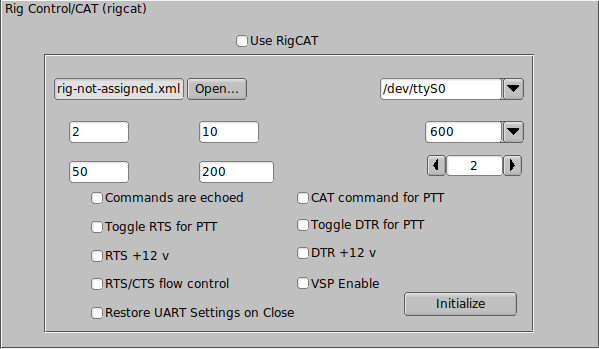 Rig Control/CAT (rigcat)
Use RigCAT
rig-not-assigned.xml Open... /dev/ttyS0
2 10 600
50 200 2
Commands are echoed CAT command for PTT
Toggle RTS for PTT Toggle DTR for PTT
RTS +12 v DTR +12 v
RTS/CTS flow control VSP Enable
Restore UART Settings on Close Initialize